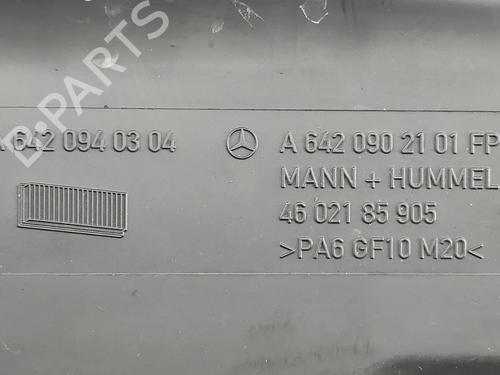 B-PARTS
A 642 094 03 04 A 642 090 21 01 FP
MANN + HUMMEL
46 021 85 905
>PA6 GF10 M20<